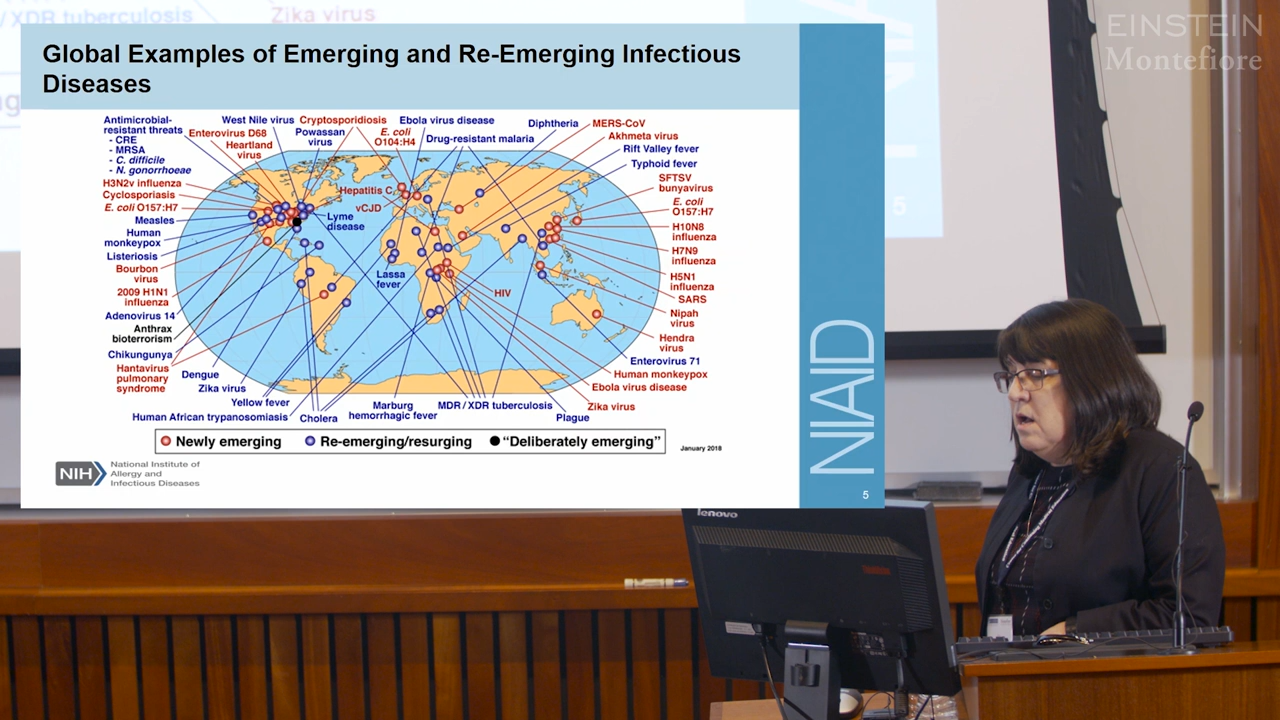 /XDR tuberculosis
Zika virus
EINSTEIN
Montefiore
Global Examples of Emerging and Re-Emerging Infectious
Diseases
Antimicrobial-
resistant threats
- CRE
- MRSA
- C. difficile
- N. gonorrhoeae
West Nile virus
Cryptosporidiosis
Ebola virus disease
Enterovirus D68
Powassan
virus
E. coli
O104:H4
Heartland
virus
Drug-resistant malaria
Diphtheria
MERS-CoV
Akhmeta virus
Rift Valley fever
Typhoid fever
SFTSV
bunyavirus
E. coli
O157:H7
H10N8
influenza
H7N9
influenza
H5N1
influenza
SARS
Nipah
virus
Hendra
virus
Enterovirus 71
Human monkeypox
Ebola virus disease
Zika virus
Plague
H3N2v influenza
Cyclosporiasis
E. coli O157:H7
Measles
Human
monkeypox
Listeriosis
Bourbon
virus
2009 H1N1
influenza
Adenovirus 14
Anthrax
bioterrorism
Chikungunya
Hantavirus
pulmonary
syndrome
Dengue
Zika virus
Yellow fever
Human African trypanosomiasis
Cholera
Marburg
hemorrhagic fever
MDR / XDR tuberculosis
Hepatitis C
vCJD
Lyme
disease
Lassa
fever
HIV
Newly emerging
Re-emerging/resurging
“Deliberately emerging”
January 2018
NIH
National Institute of
Allergy and
Infectious Diseases
NIAID
5
5
lenovo